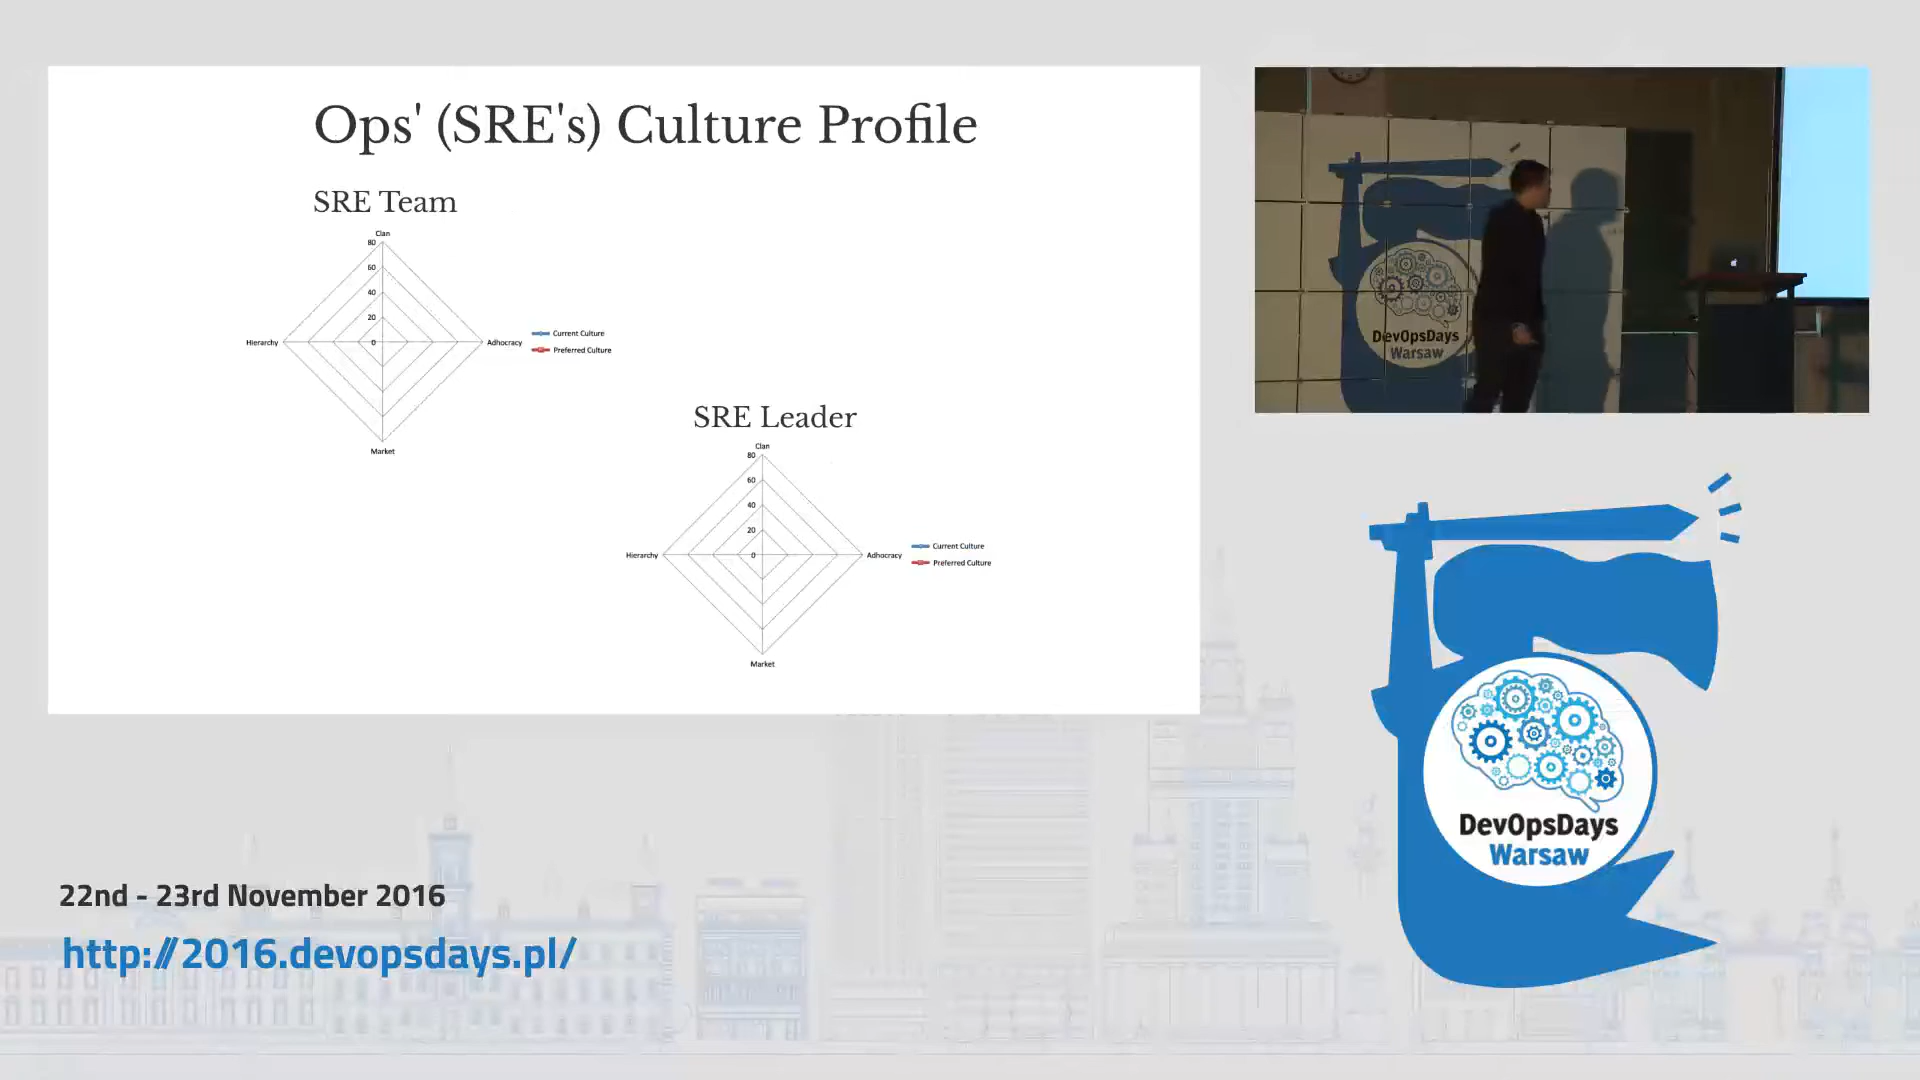 Ops' (SRE's) Culture Profile
SRE Team
Clan
80
60
40
20
0
Hierarchy
Adhocracy
Market
Current Culture
Preferred Culture
SRE Leader
Clan
80
60
40
20
0
Hierarchy
Adhocracy
Market
Current Culture
Preferred Culture
DevOpsDays
Warsaw
DevOpsDays
Warsaw
22nd - 23rd November 2016
http://2016.devopsdays.pl/